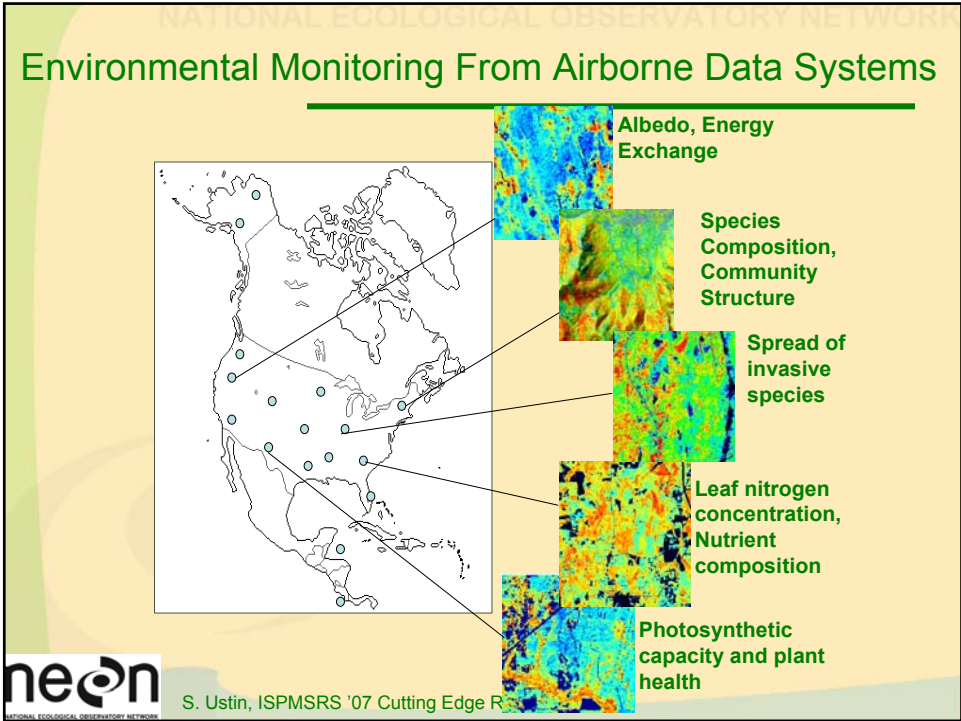 NATIONAL ECOLOGICAL OBSERVATORY NETWORK
Environmental Monitoring From Airborne Data Systems
Albedo, Energy
Exchange
Species
Composition,
Community
Structure
Spread of
invasive
species
Leaf nitrogen
concentration,
Nutrient
composition
Photosynthetic
capacity and plant
health
neon
NATIONAL ECOLOGICAL OBSERVATORY NETWORK
S. Ustin, ISPMSRS '07 Cutting Edge R